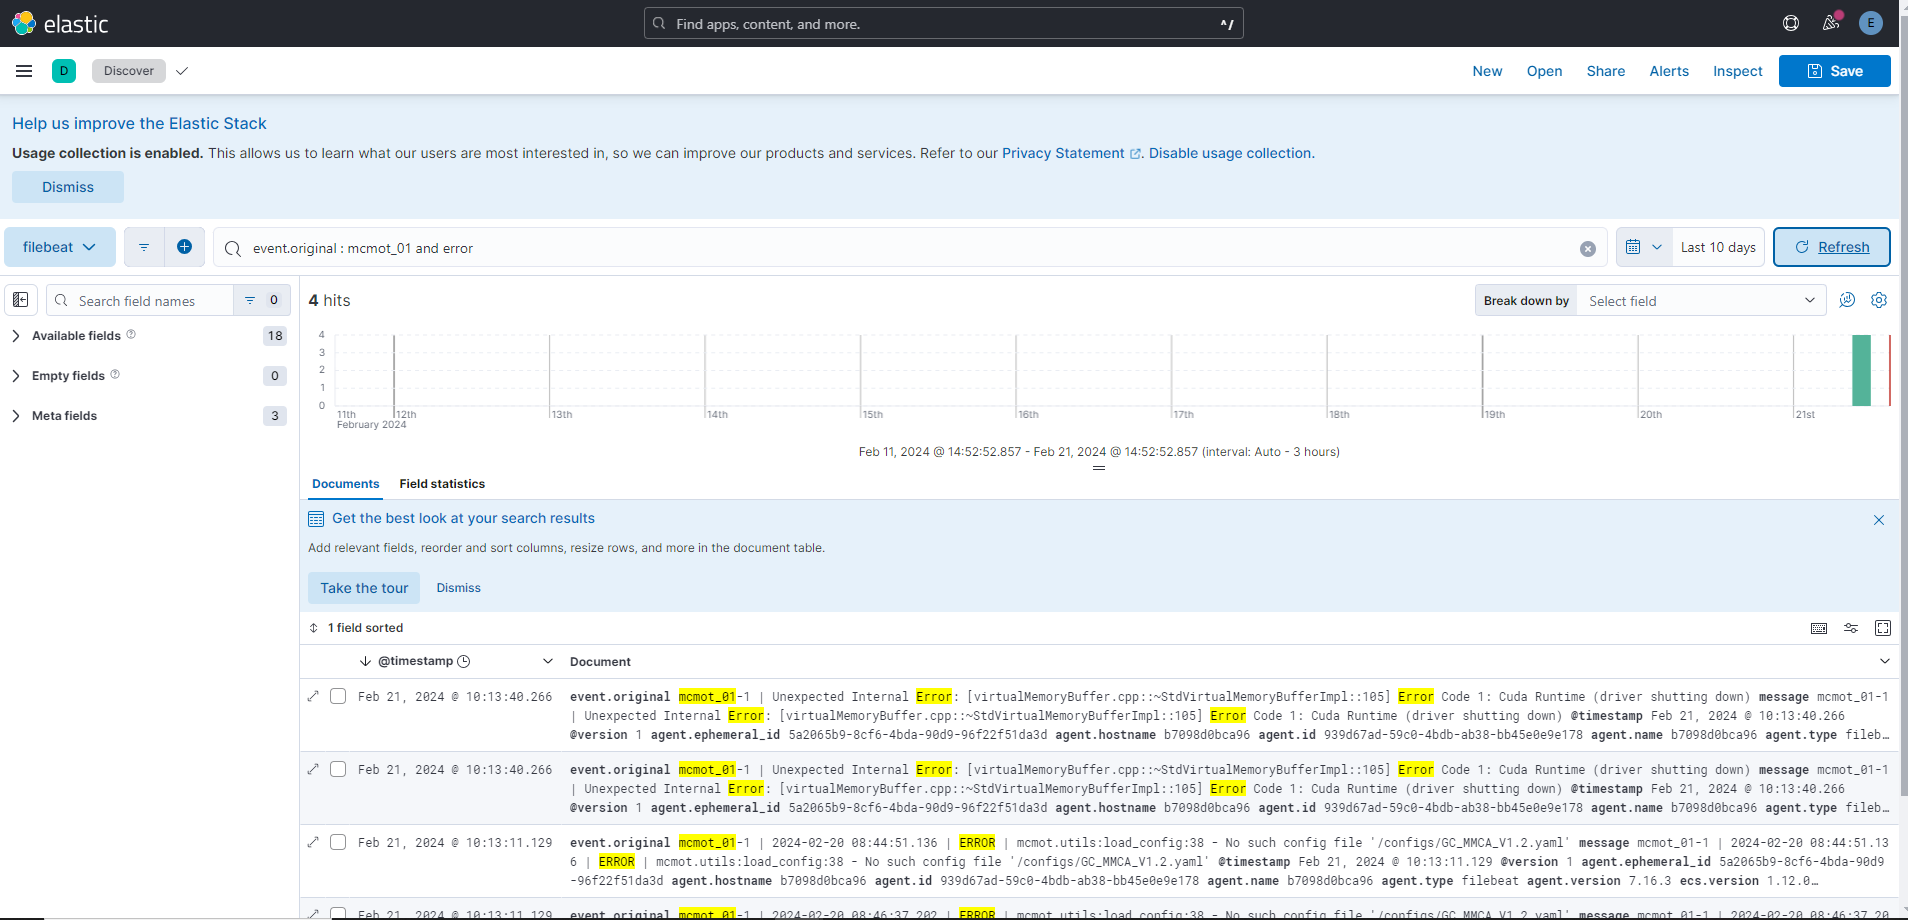 elastic
Find apps, content, and more.
^/
E
D
Discover
New
Open
Share
Alerts
Inspect
Save
Help us improve the Elastic Stack
Usage collection is enabled. This allows us to learn what our users are most interested in, so we can improve our products and services. Refer to our Privacy Statement. Disable usage collection.
Dismiss
filebeat
event.original : mcmot_01 and error
Last 10 days
Refresh
Search field names
0
4 hits
Break down by
Select field
Available fields
18
Empty fields
0
Meta fields
3
4
3
2
1
0
11th
12th
13th
14th
15th
16th
17th
18th
19th
20th
21st
February 2024
Feb 11, 2024 @ 14:52:52.857 - Feb 21, 2024 @ 14:52:52.857 (interval: Auto - 3 hours)
Documents
Field statistics
Get the best look at your search results
Add relevant fields, reorder and sort columns, resize rows, and more in the document table.
Take the tour
Dismiss
1 field sorted
@timestamp
Document
Feb 21, 2024 @ 10:13:40.266
event.original mcmot_01-1 | Unexpected Internal Error: [virtualMemoryBuffer.cpp::~StdVirtualMemoryBufferImpl::105] Error Code 1: Cuda Runtime (driver shutting down) message mcmot_01-1
| Unexpected Internal Error: [virtualMemoryBuffer.cpp::~StdVirtualMemoryBufferImpl::105] Error Code 1: Cuda Runtime (driver shutting down) @timestamp Feb 21, 2024 @ 10:13:40.266
@version 1 agent.ephemeral_id 5a2065b9-8cf6-4bda-90d9-96f22f51da3d agent.hostname b7098d0bca96 agent.id 939d67ad-59c0-4bdb-ab38-bb45e0e9e178 agent.name b7098d0bca96 agent.type fileb…
Feb 21, 2024 @ 10:13:40.266
event.original mcmot_01-1 | Unexpected Internal Error: [virtualMemoryBuffer.cpp::~StdVirtualMemoryBufferImpl::105] Error Code 1: Cuda Runtime (driver shutting down) message mcmot_01-1
| Unexpected Internal Error: [virtualMemoryBuffer.cpp::~StdVirtualMemoryBufferImpl::105] Error Code 1: Cuda Runtime (driver shutting down) @timestamp Feb 21, 2024 @ 10:13:40.266
@version 1 agent.ephemeral_id 5a2065b9-8cf6-4bda-90d9-96f22f51da3d agent.hostname b7098d0bca96 agent.id 939d67ad-59c0-4bdb-ab38-bb45e0e9e178 agent.name b7098d0bca96 agent.type fileb…
Feb 21, 2024 @ 10:13:11.129
event.original mcmot_01-1 | 2024-02-20 08:44:51.136 | ERROR | mcmot.utils:load_config:38 - No such config file '/configs/GC_MMCA_V1.2.yaml' message mcmot_01-1 | 2024-02-20 08:44:51.13
6 | ERROR | mcmot.utils:load_config:38 - No such config file '/configs/GC_MMCA_V1.2.yaml' @timestamp Feb 21, 2024 @ 10:13:11.129 @version 1 agent.ephemeral_id 5a2065b9-8cf6-4bda-90d9
-96f22f51da3d agent.hostname b7098d0bca96 agent.id 939d67ad-59c0-4bdb-ab38-bb45e0e9e178 agent.name b7098d0bca96 agent.type filebeat agent.version 7.16.3 ecs.version 1.12.0…
Feb 21, 2024 @ 10:13:11.129
event.original mcmot_01-1 | 2024-02-20 08:46:37.202 | ERROR | mcmot.utils:load_config:38 - No such config file '/configs/GC_MMCA_V1.2.yaml' message mcmot_01-1 | 2024-02-20 08:46:37.20